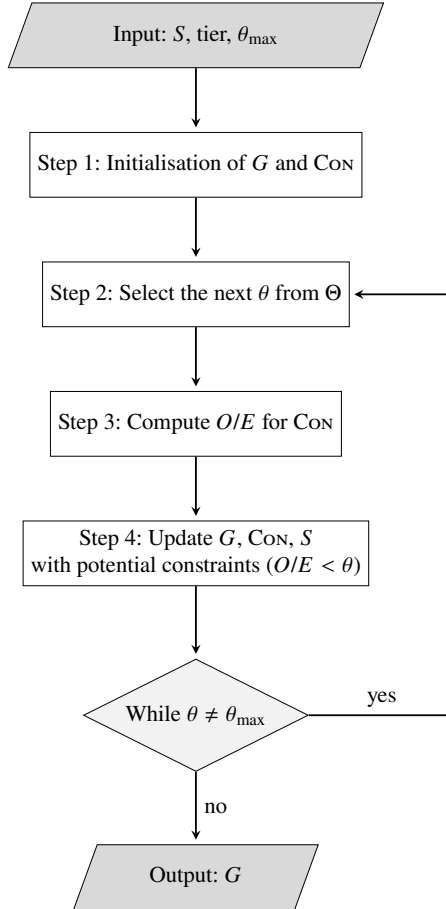 Input: S, tier, θmax
Step 1: Initialisation of G and Con
Step 2: Select the next θ from Θ
Step 3: Compute O/E for Con
Step 4: Update G, Con, S
with potential constraints (O/E < θ)
While θ ≠ θmax
yes
no
Output: G